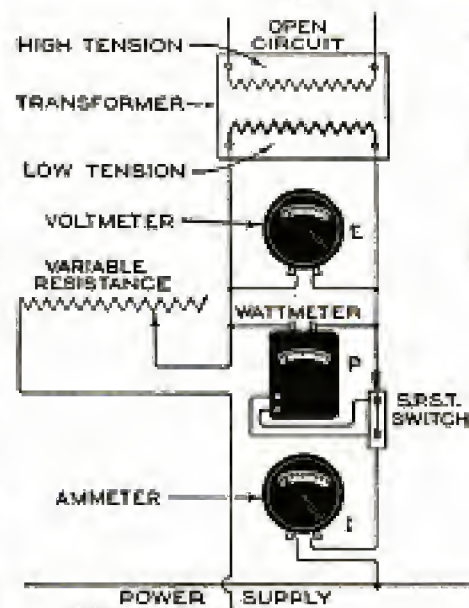 OPEN
CIRCUIT
HIGH TENSION
TRANSFORMER
LOW TENSION
VOLTMETER
E
VARIABLE
RESISTANCE
WATTMETER
P
S.P.S.T.
SWITCH
AMMETER
I
POWER SUPPLY